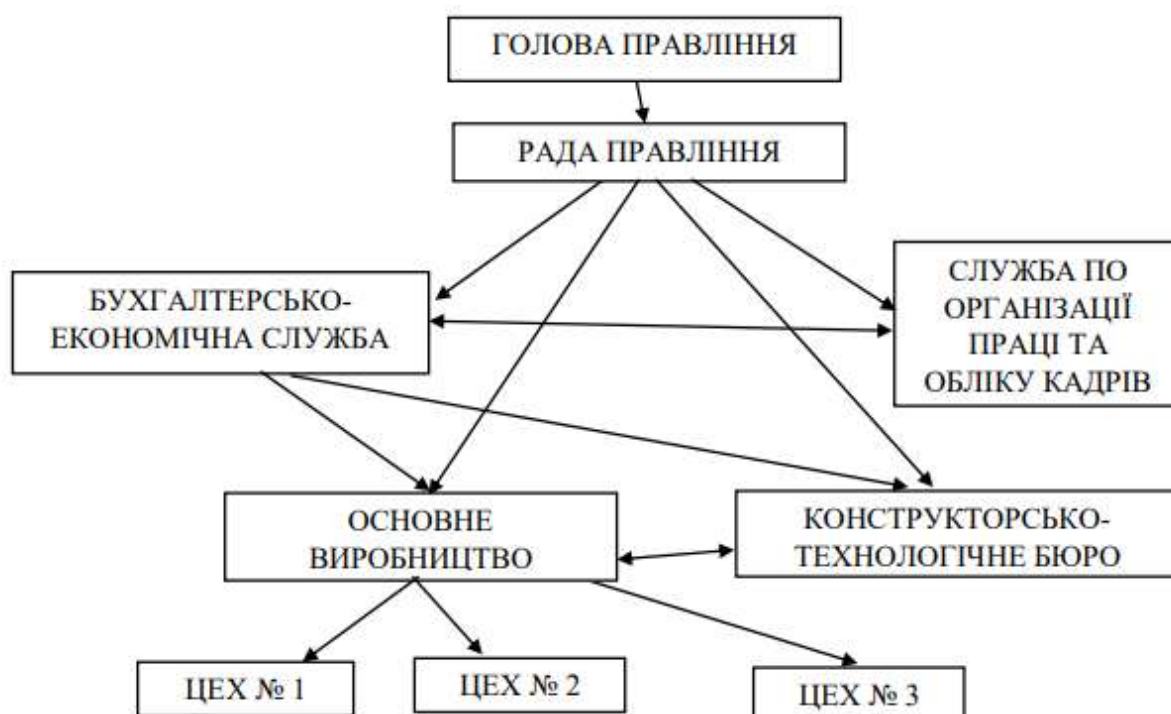 ГОЛОВА ПРАВЛІННЯ
РАДА ПРАВЛІННЯ
БУХГАЛТЕРСЬКО-
ЕКОНОМІЧНА СЛУЖБА
СЛУЖБА ПО
ОРГАНІЗАЦІЇ
ПРАЦІ ТА
ОБЛІКУ КАДРІВ
ОСНОВНЕ
ВИРОБНИЦТВО
КОНСТРУКТОРСЬКО-
ТЕХНОЛОГІЧНЕ БЮРО
ЦЕХ № 1
ЦЕХ № 2
ЦЕХ № 3